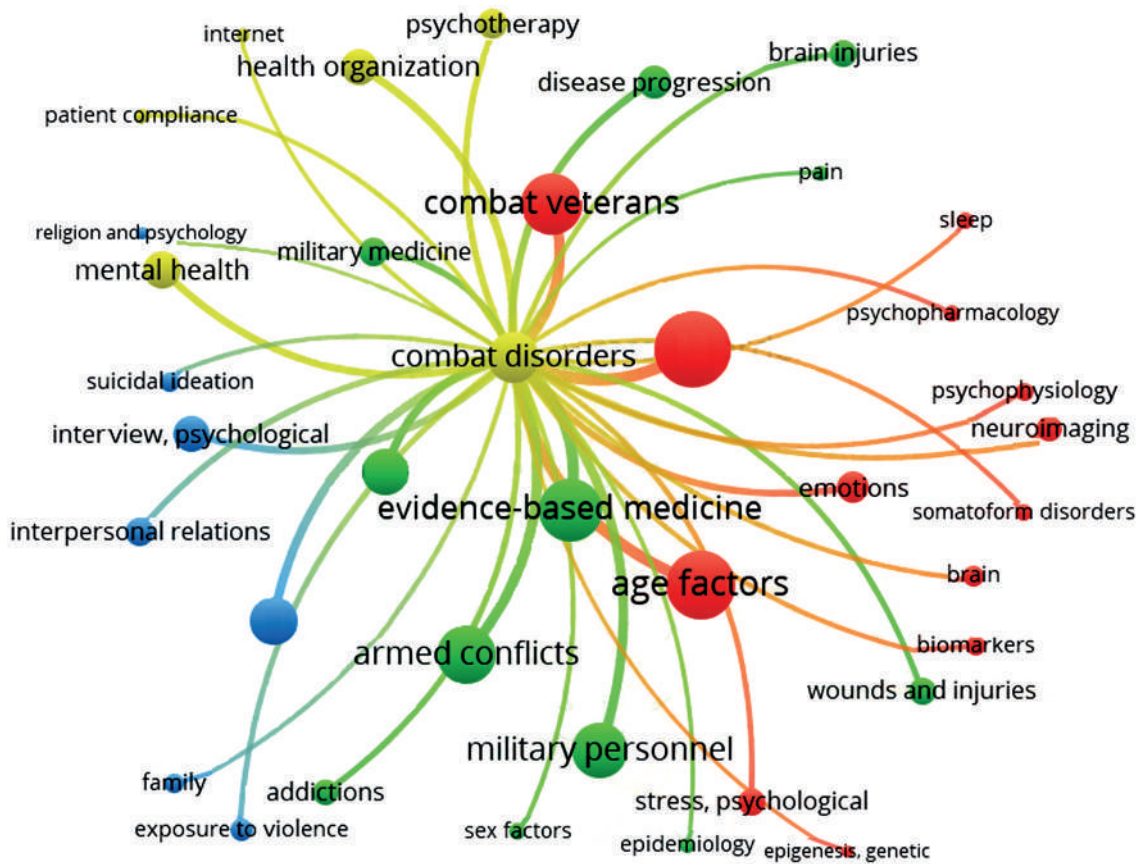 internet
psychotherapy
health organization
brain injuries
disease progression
patient compliance
pain
combat veterans
sleep
religion and psychology
military medicine
mental health
psychopharmacology
combat disorders
suicidal ideation
psychophysiology
interview, psychological
neuroimaging
emotions
evidence-based medicine
somatoform disorders
interpersonal relations
brain
age factors
biomarkers
armed conflicts
wounds and injuries
military personnel
family
addictions
stress, psychological
exposure to violence
sex factors
epidemiology
epigenesis, genetic